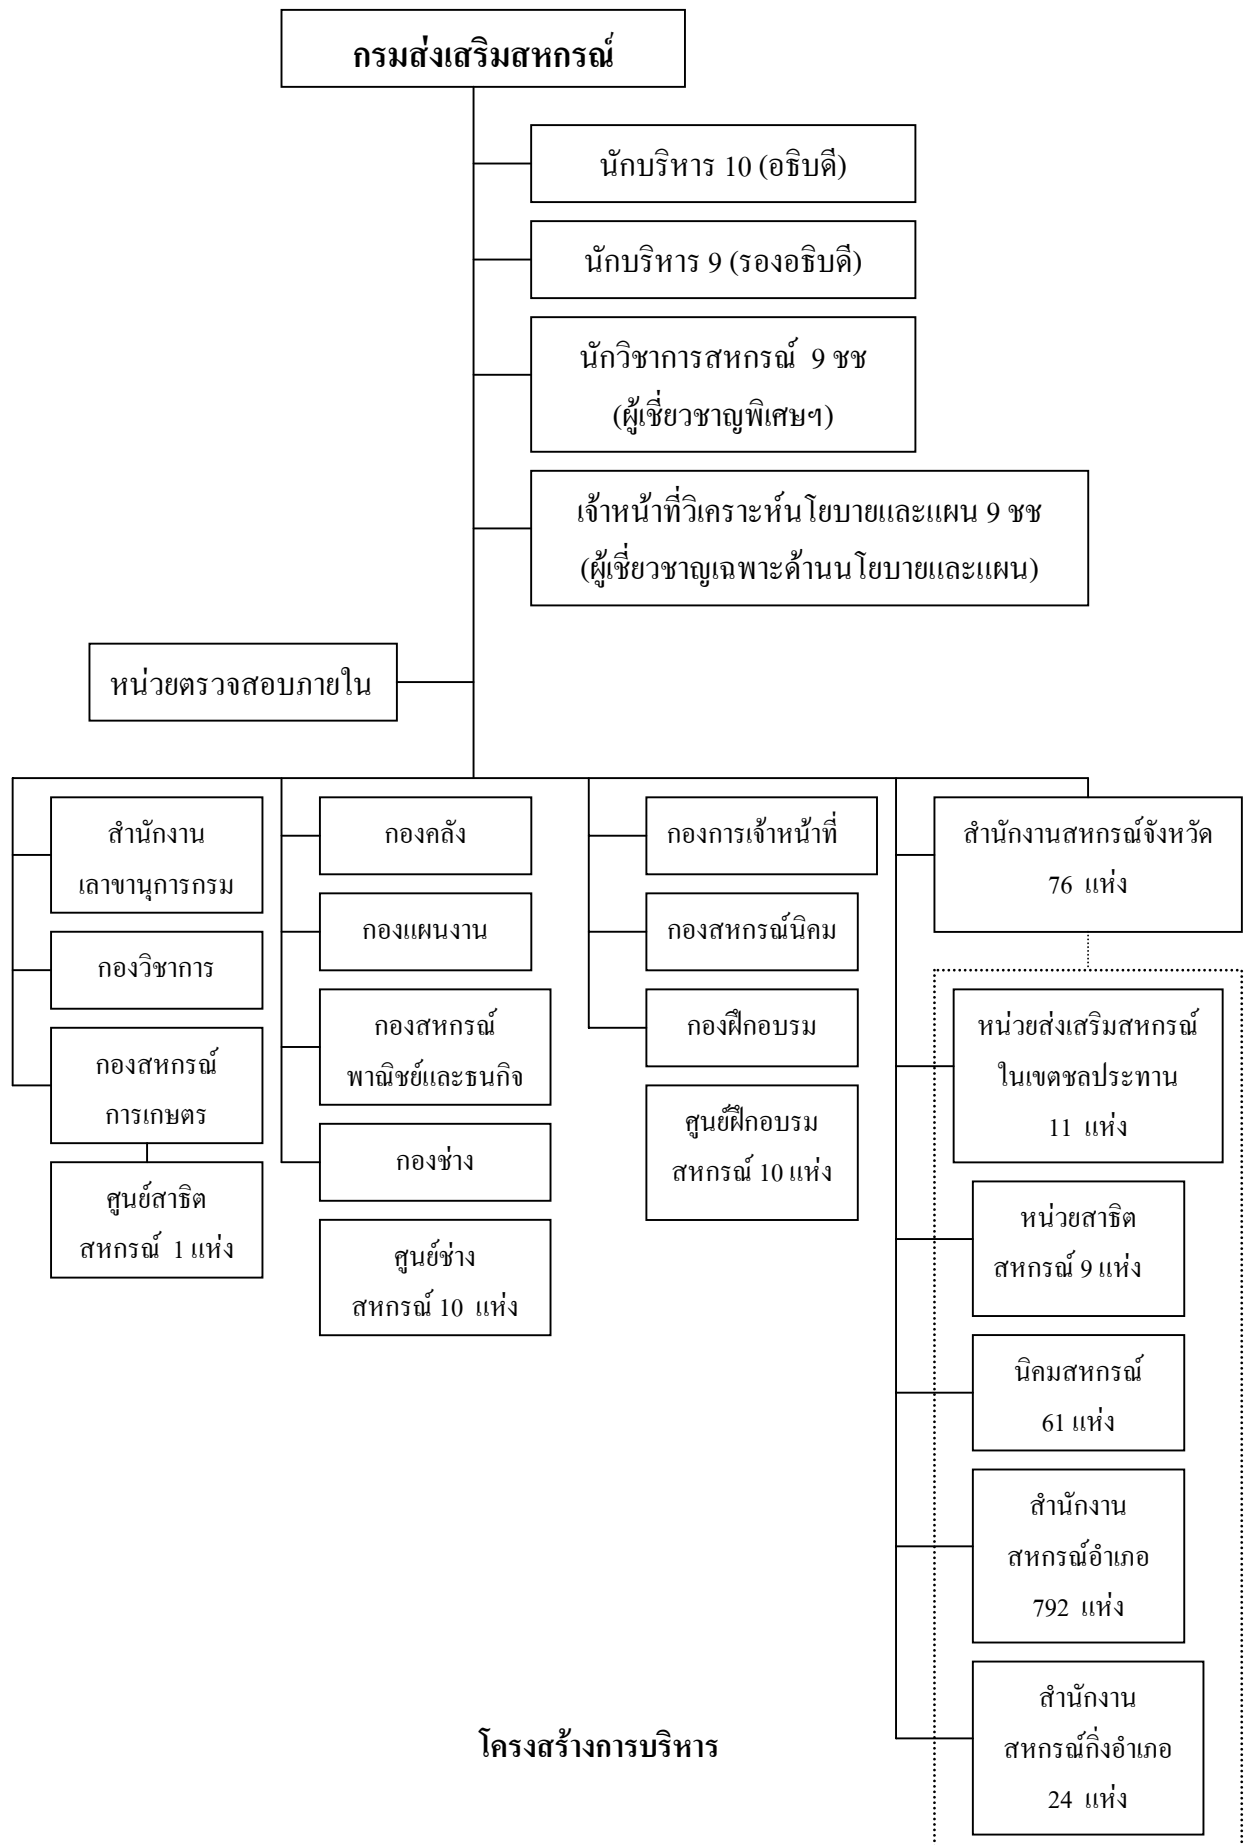 กรมส่งเสริมสหกรณ์
นักบริหาร 10 (อธิบดี)
นักบริหาร 9 (รองอธิบดี)
นักวิชาการสหกรณ์ 9 ชช
(ผู้เชี่ยวชาญพิเศษฯ)
เจ้าหน้าที่วิเคราะห์นโยบายและแผน 9 ชช
(ผู้เชี่ยวชาญเฉพาะด้านนโยบายและแผน)
หน่วยตรวจสอบภายใน
สำนักงาน
เลาขานุการกรม
กองวิชาการ
กองสหกรณ์
การเกษตร
ศูนย์สาธิต
สหกรณ์ 1 แห่ง
กองคลัง
กองแผนงาน
กองสหกรณ์
พาณิชย์และธนกิจ
กองช่าง
ศูนย์ช่าง
สหกรณ์ 10 แห่ง
กองการเจ้าหน้าที่
กองสหกรณ์นิคม
กองฝึกอบรม
ศูนย์ฝึกอบรม
สหกรณ์ 10 แห่ง
สำนักงานสหกรณ์จังหวัด
76 แห่ง
หน่วยส่งเสริมสหกรณ์
ในเขตชลประทาน
11 แห่ง
หน่วยสาธิต
สหกรณ์ 9 แห่ง
นิคมสหกรณ์
61 แห่ง
สำนักงาน
สหกรณ์อำเภอ
792 แห่ง
สำนักงาน
สหกรณ์กิ่งอำเภอ
24 แห่ง
โครงสร้างการบริหาร